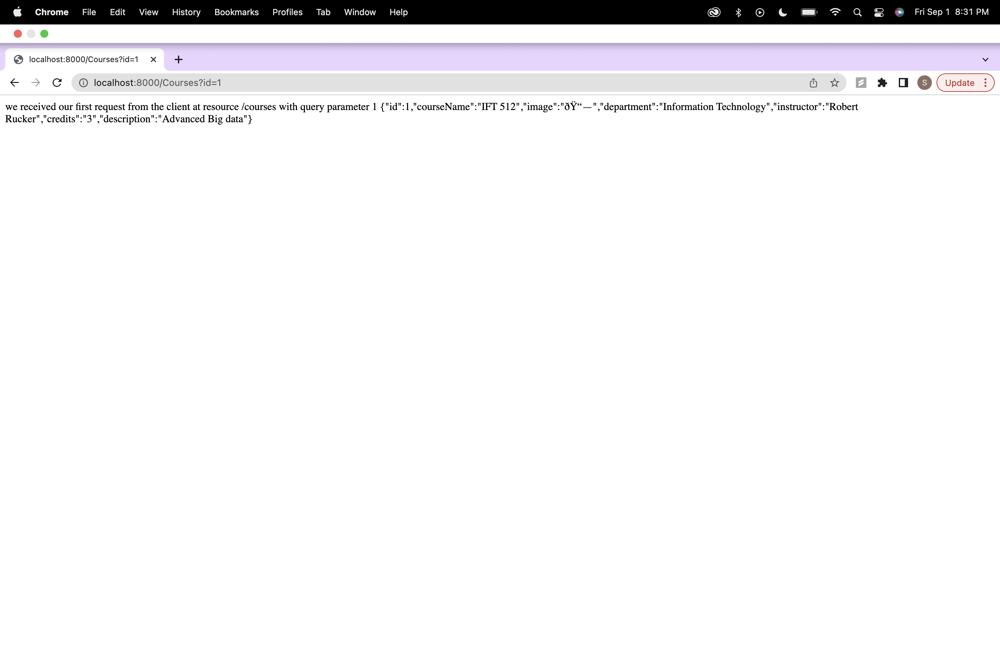 Chrome File Edit View History Bookmarks Profiles Tab Window Help Fri Sep 1 8:31 PM
localhost:8000/Courses?id=1
localhost:8000/Courses?id=1 S Update
we received our first request from the client at resource /courses with query parameter 1 {"id":1,"courseName":"IFT 512","image":"ðŸ“—","department":"Information Technology","instructor":"Robert
Rucker","credits":"3","description":"Advanced Big data"}